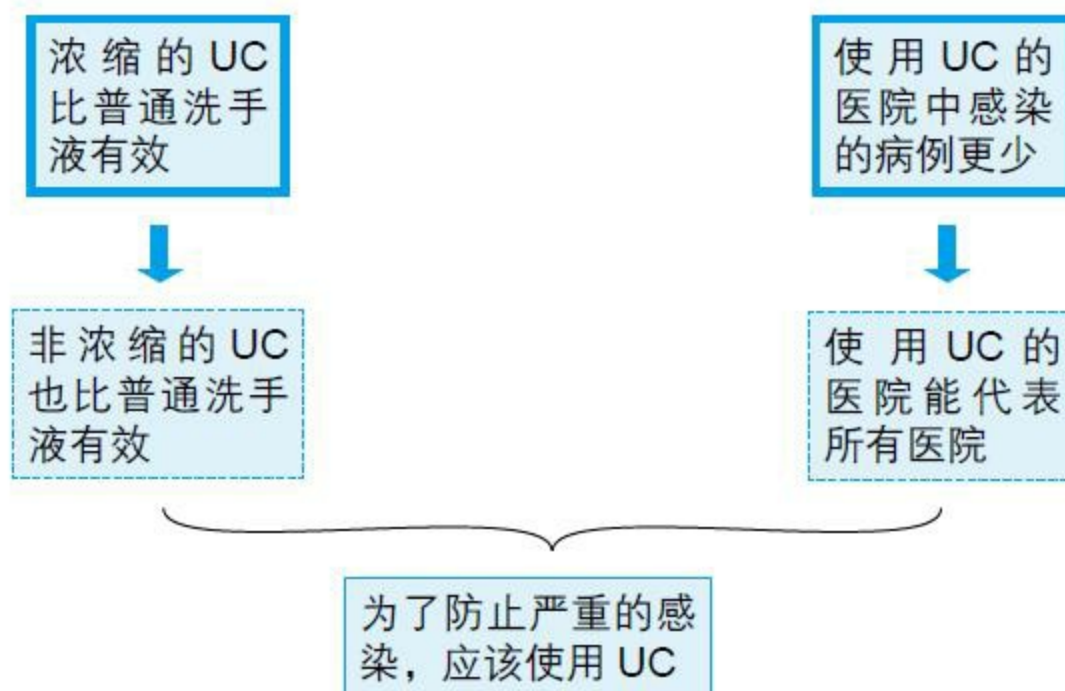 浓缩的UC
比普通洗手
液有效
使用UC的
医院中感染
的病例更少
非浓缩的UC
也比普通洗手
液有效
使用UC的
医院能代表
所有医院
为了防止严重的感
染，应该使用UC